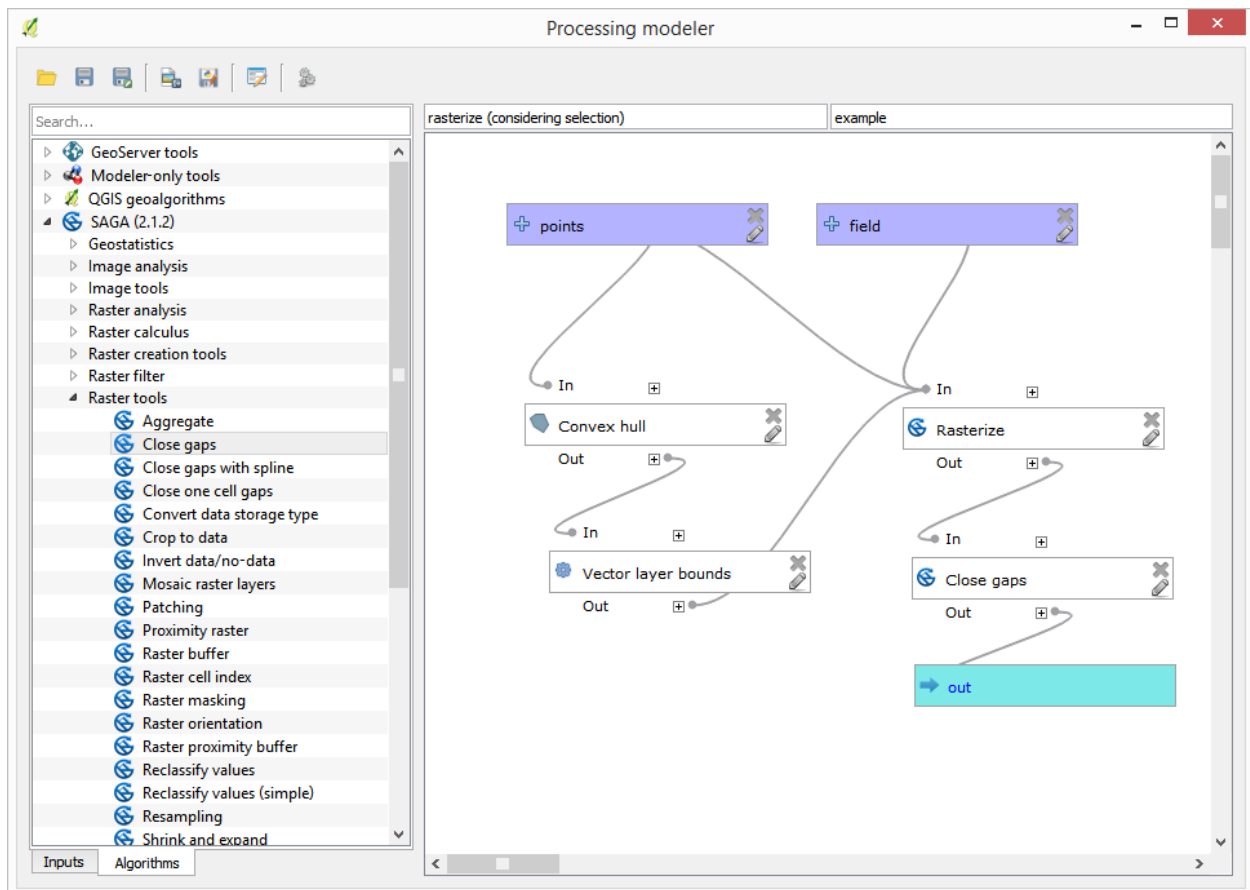 Processing modeler
Search...
rasterize (considering selection)
example
GeoServer tools
Modeler-only tools
QGIS geoalgorithms
SAGA (2.1.2)
Geostatistics
Image analysis
Image tools
Raster analysis
Raster calculus
Raster creation tools
Raster filter
Raster tools
Aggregate
Close gaps
Close gaps with spline
Close one cell gaps
Convert data storage type
Crop to data
Invert data/no-data
Mosaic raster layers
Patching
Proximity raster
Raster buffer
Raster cell index
Raster masking
Raster orientation
Raster proximity buffer
Reclassify values
Reclassify values (simple)
Resampling
Shrink and expand
Inputs
Algorithms
points
field
In
Convex hull
Out
In
Vector layer bounds
Out
In
Rasterize
Out
In
Close gaps
Out
out